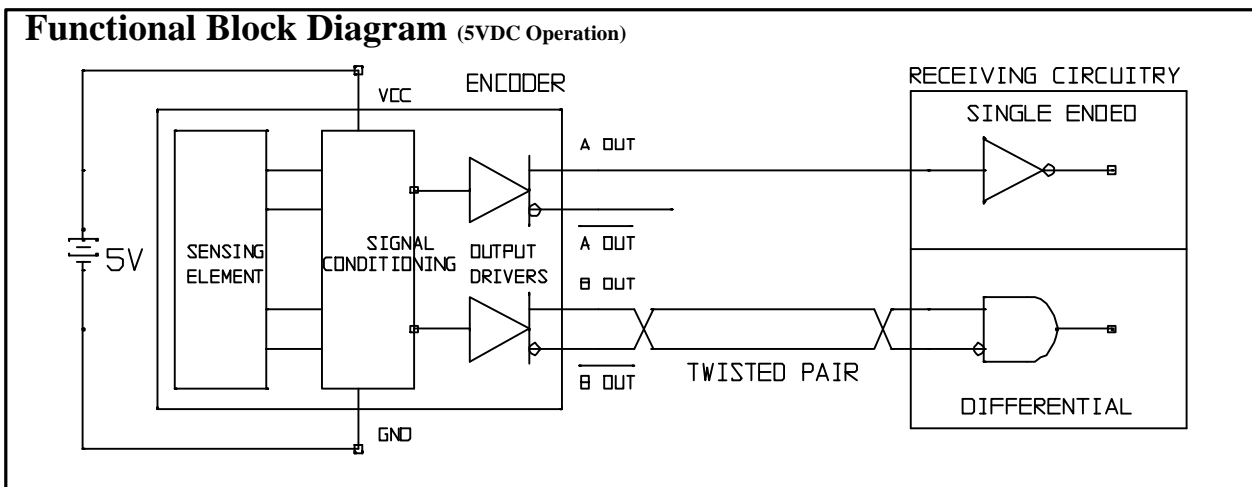 Functional Block Diagram (5VDC Operation)
VCC
ENCODER
RECEIVING CIRCUITRY
SINGLE ENDED
A OUT
5V
SENSING
ELEMENT
SIGNAL
CONDITIONING
OUTPUT
DRIVERS
A OUT
B OUT
TWISTED PAIR
B OUT
DIFFERENTIAL
GND